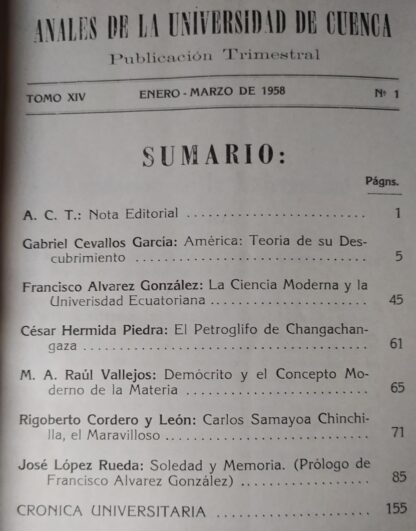 ANALES DE LA UNIVERSIDAD DE CUENCA
Publicación Trimestral
TOMO XIV ENERO - MARZO DE 1958 Nº 1
SUMARIO:
Págns.
A. C. T.: Nota Editorial ........................ 1
Gabriel Cevallos García: América: Teoría de su Des-
cubrimiento ................................ 5
Francisco Alvarez González: La Ciencia Moderna y la
Univerisdad Ecuatoriana ..................... 45
César Hermida Piedra: El Petroglifo de Changachan-
gaza ....................................... 61
M. A. Raúl Vallejos: Demócrito y el Concepto Mo-
derno de la Materia ......................... 65
Rigoberto Cordero y León: Carlos Samayoa Chinchi-
lla, el Maravilloso .......................... 71
José López Rueda: Soledad y Memoria. (Prólogo de
Francisco Alvarez González) .................. 85
CRONICA UNIVERSITARIA .................... 155